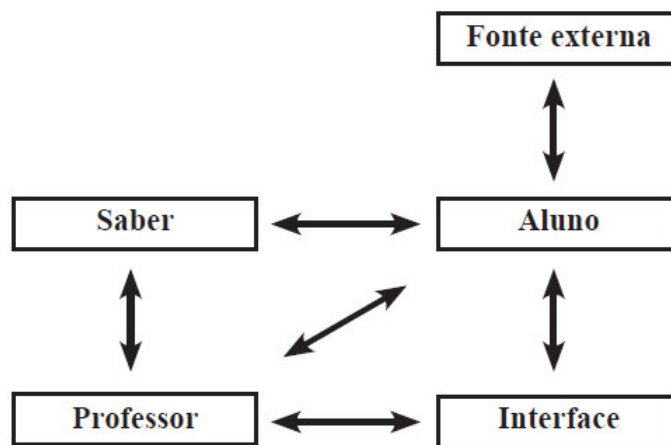 Fonte externa
Saber
Aluno
Professor
Interface